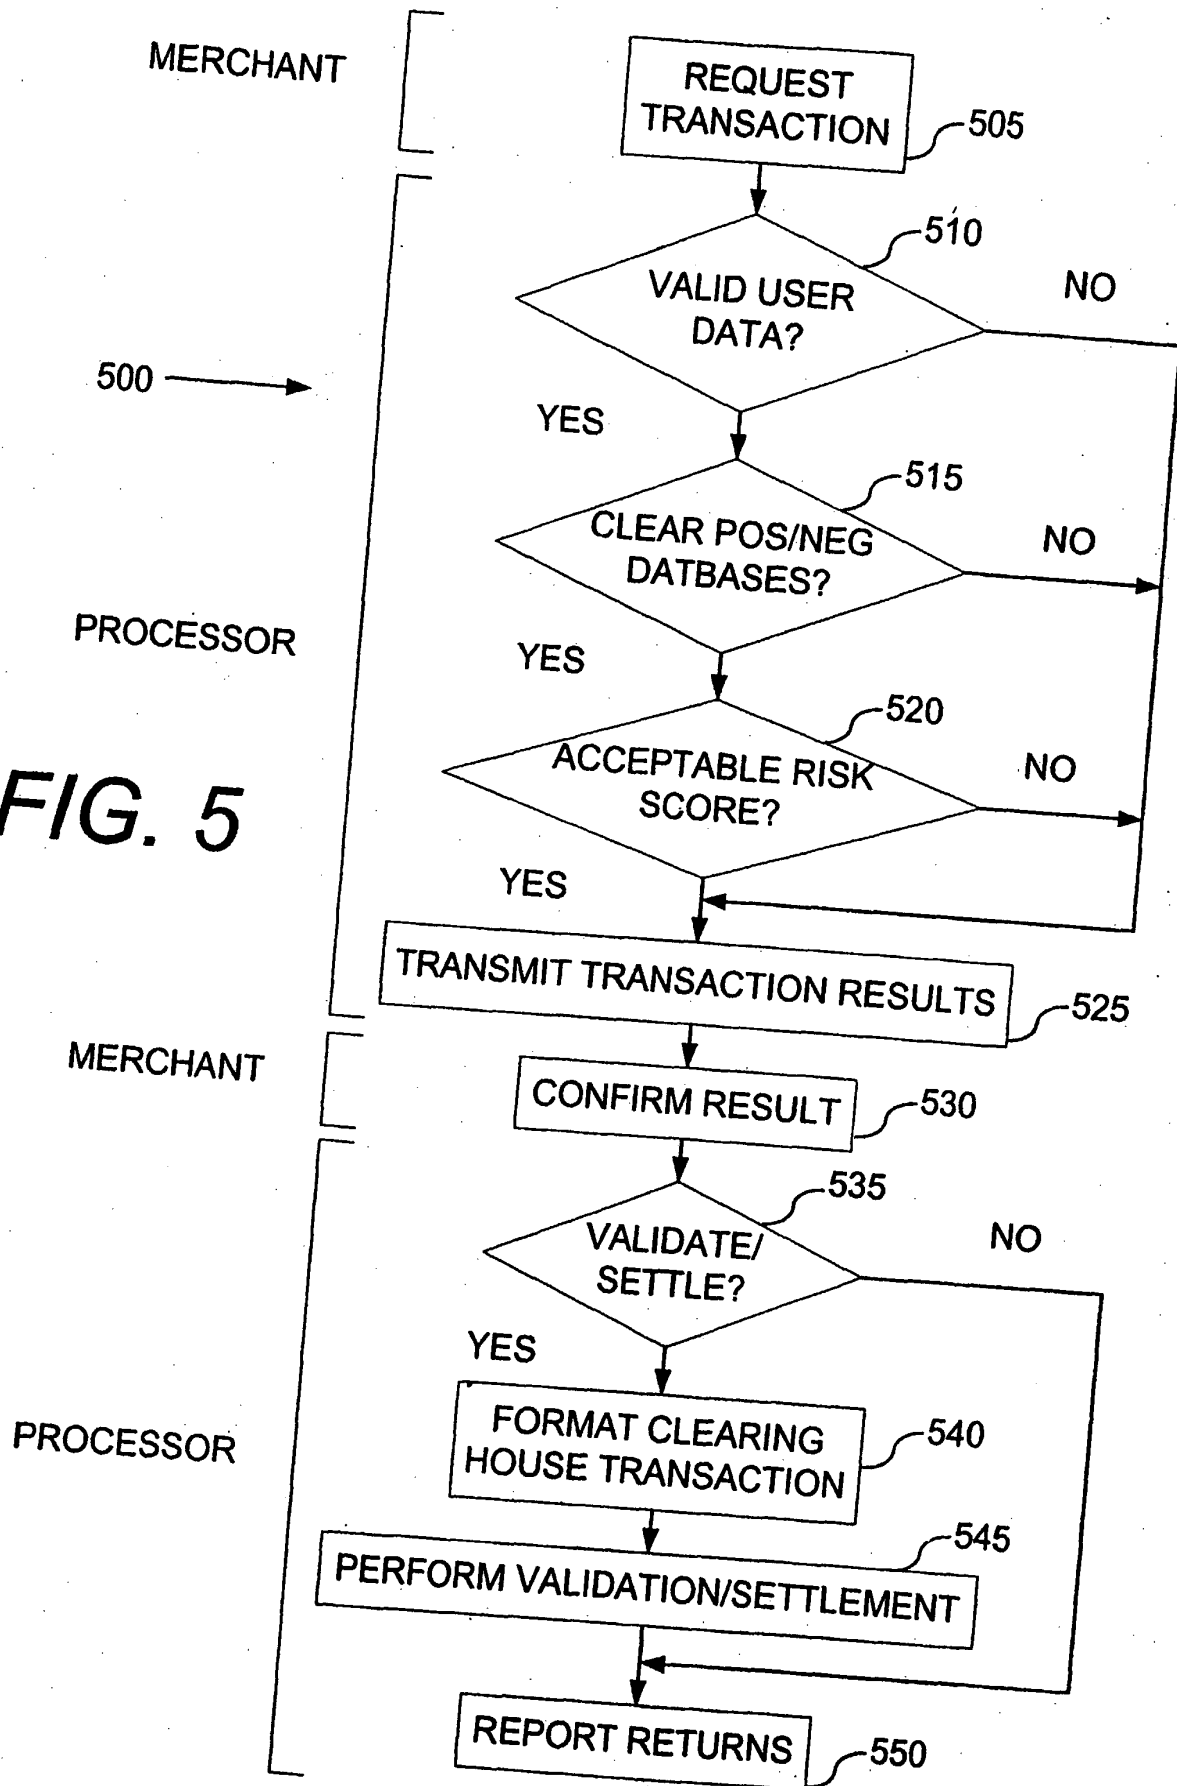 MERCHANT
REQUEST
TRANSACTION
505
510
VALID USER
DATA?
NO
500
YES
515
CLEAR POS/NEG
DATBASES?
NO
PROCESSOR
YES
520
ACCEPTABLE RISK
SCORE?
NO
FIG. 5
YES
TRANSMIT TRANSACTION RESULTS
525
MERCHANT
CONFIRM RESULT
530
535
VALIDATE/
SETTLE?
NO
YES
PROCESSOR
FORMAT CLEARING
HOUSE TRANSACTION
540
545
PERFORM VALIDATION/SETTLEMENT
REPORT RETURNS
550